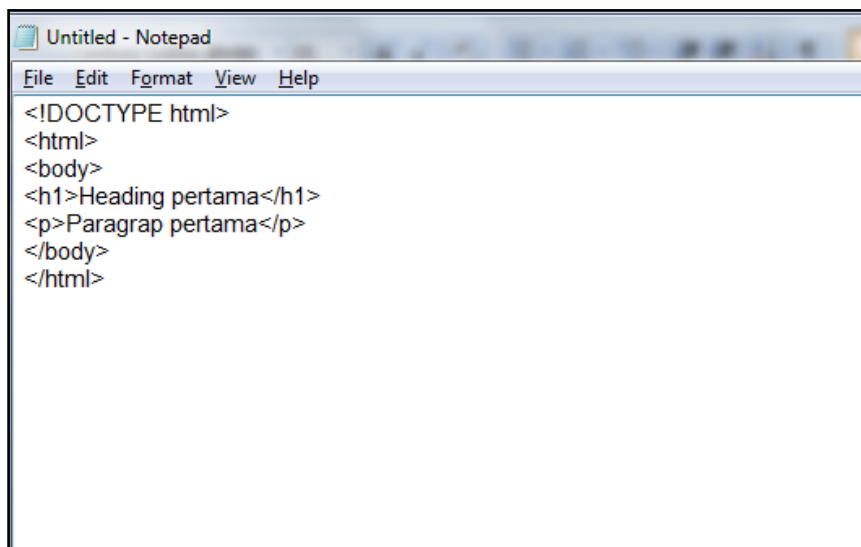 Untitled - Notepad
File Edit Format View Help
<!DOCTYPE html>
<html>
<body>
<h1>Heading pertama</h1>
<p>Paragrap pertama</p>
</body>
</html>